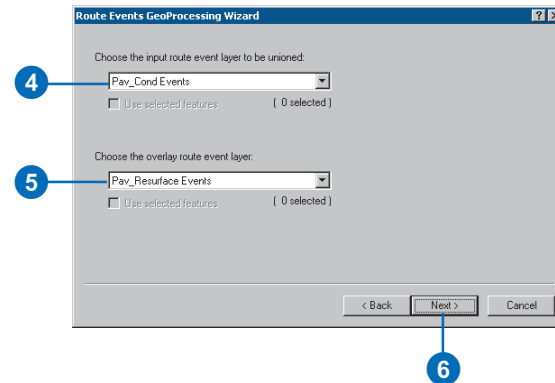 Route Events GeoProcessing Wizard
Choose the input route event layer to be unioned:
4
Pav_Cond Events
Use selected features ( 0 selected )
Choose the overlay route event layer:
5
Pav_Resurface Events
Use selected features ( 0 selected )
< Back Next > Cancel
6